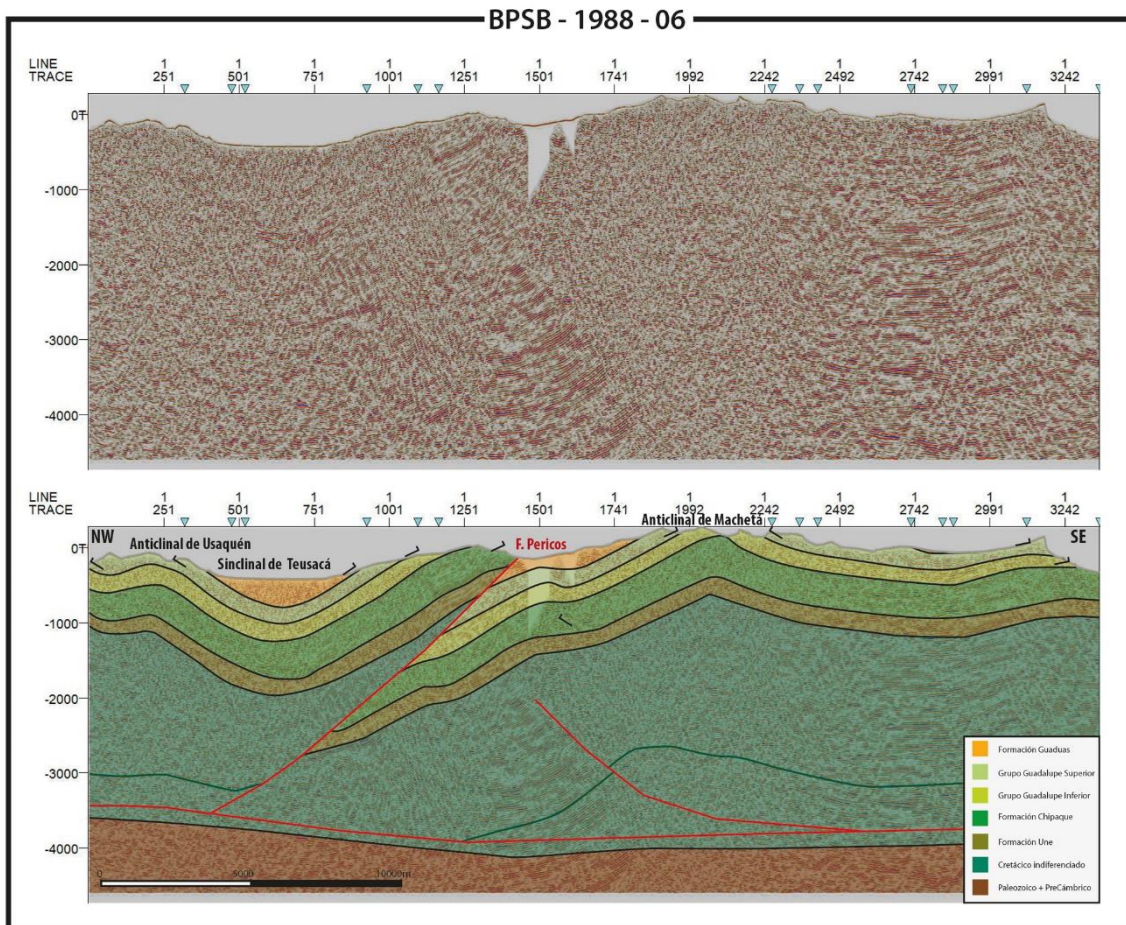 BPSB - 1988 - 06
LINE 1 1 1 1 1 1 1 1 1 1 1 1 1
TRACE 251 501 751 1001 1251 1501 1741 1992 2242 2492 2742 2991 3242
0
-1000
-2000
-3000
-4000
LINE 1 1 1 1 1 1 1 1 1 1 1 1 1
TRACE 251 501 751 1001 1251 1501 1741 1992 2242 2492 2742 2991 3242
NW Anticlinal de Usaquén F. Pericos Anticlinal de Machetá SE
Sinclinal de Teusacá
0
-1000
-2000
-3000
-4000
0 5000 10000m
Formación Guaduas
Grupo Guadalupe Superior
Grupo Guadalupe Inferior
Formación Chipaque
Formación Une
Cretácico indiferenciado
Paleozoico + PreCámbrico